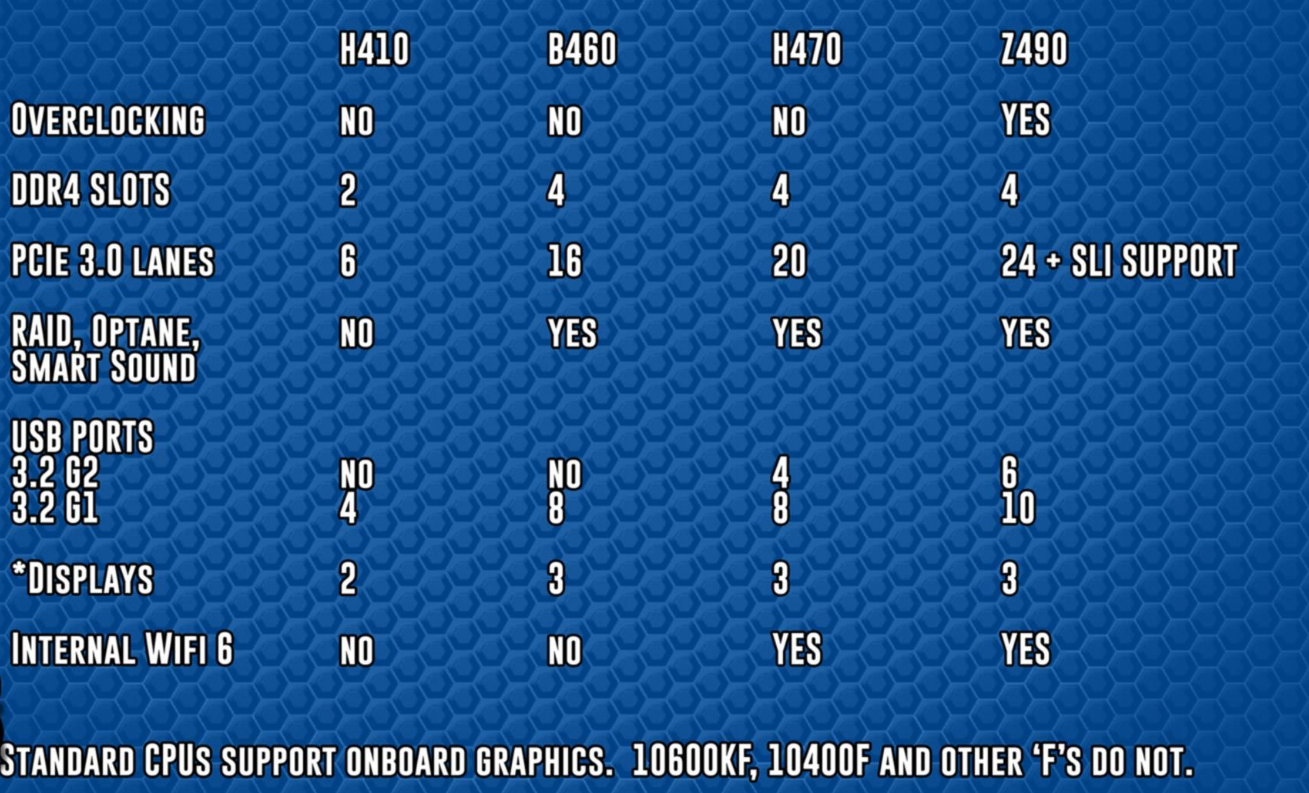 H410 B460 H470 Z490
OVERCLOCKING NO NO NO YES
DDR4 SLOTS 2 4 4 4
PCIE 3.0 LANES 6 16 20 24 + SLI SUPPORT
RAID, OPTANE, NO YES YES YES
SMART SOUND
USB PORTS
3.2 G2 NO NO 4 6
3.2 G1 4 8 8 10
*DISPLAYS 2 3 3 3
INTERNAL WIFI 6 NO NO YES YES
STANDARD CPUS SUPPORT ONBOARD GRAPHICS. 10600KF, 10400F AND OTHER ‘F’S DO NOT.